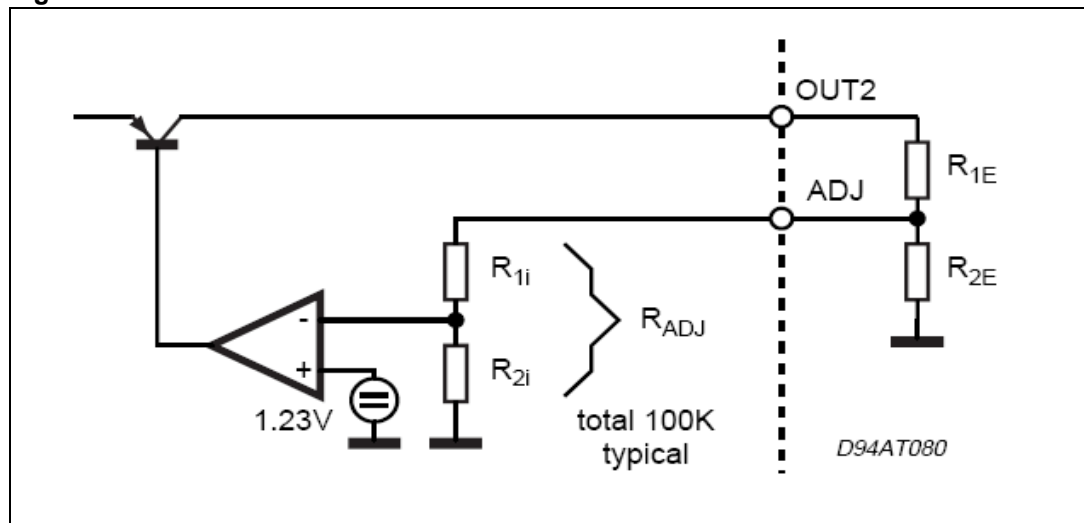 OUT2
R1E
ADJ
R1i
R2E
-
RADJ
+
R2i
1.23V
total 100K
typical
D94AT080